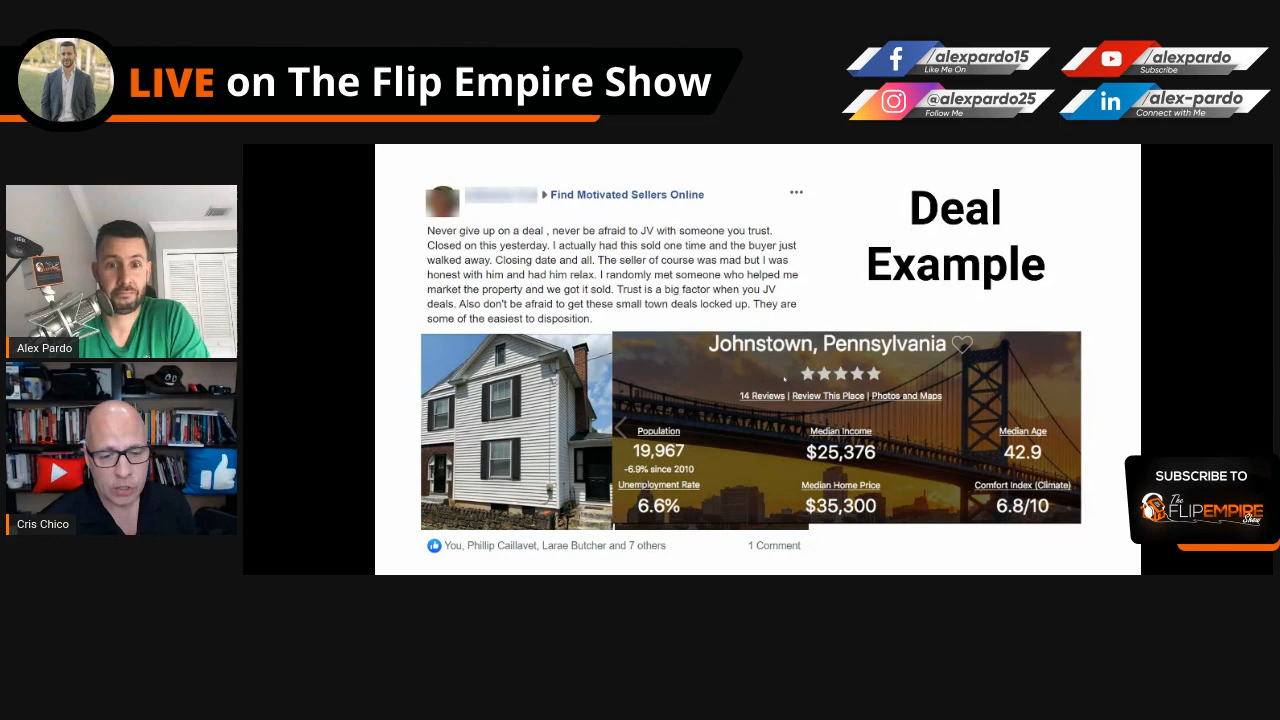 LIVE on The Flip Empire Show
/alexpardo15
Like Me On
/alexpardo
Subscribe
@alexpardo25
Follow Me
/alex-pardo
Connect with Me
in
Alex Pardo
Cris Chico
Find Motivated Sellers Online
Never give up on a deal , never be afraid to JV with someone you trust.
Closed on this yesterday. I actually had this sold one time and the buyer just
walked away. Closing date and all. The seller of course was mad but I was
honest with him and had him relax. I randomly met someone who helped me
market the property and we got it sold. Trust is a big factor when you JV
deals. Also don't be afraid to get these small town deals locked up. They are
some of the easiest to disposition.
Deal
Example
Johnstown, Pennsylvania
14 Reviews | Review This Place | Photos and Maps
Population
19,967
-6.9% since 2010
Unemployment Rate
6.6%
Median Income
$25,376
Median Home Price
$35,300
Median Age
42.9
Comfort Index (Climate)
6.8/10
You, Phillip Caillavet, Larae Butcher and 7 others
1 Comment
SUBSCRIBE TO
The
FLIPEMPIRE
Show